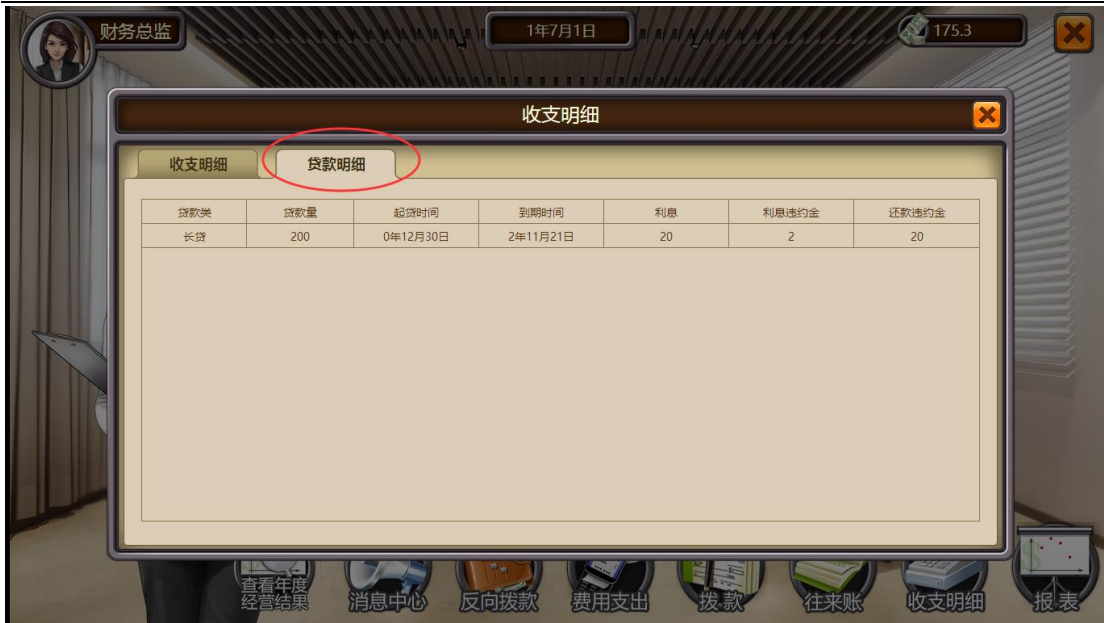 财务总监
1年7月1日
175.3
收支明细
收支明细
贷款明细
贷款类 贷款量 起贷时间 到期时间 利息 利息违约金 还款违约金
长贷 200 0年12月30日 2年11月21日 20 2 20
查看年度
经营结果
消息中心
反向拨款
费用支出
拨款
往来账
收支明细
报表